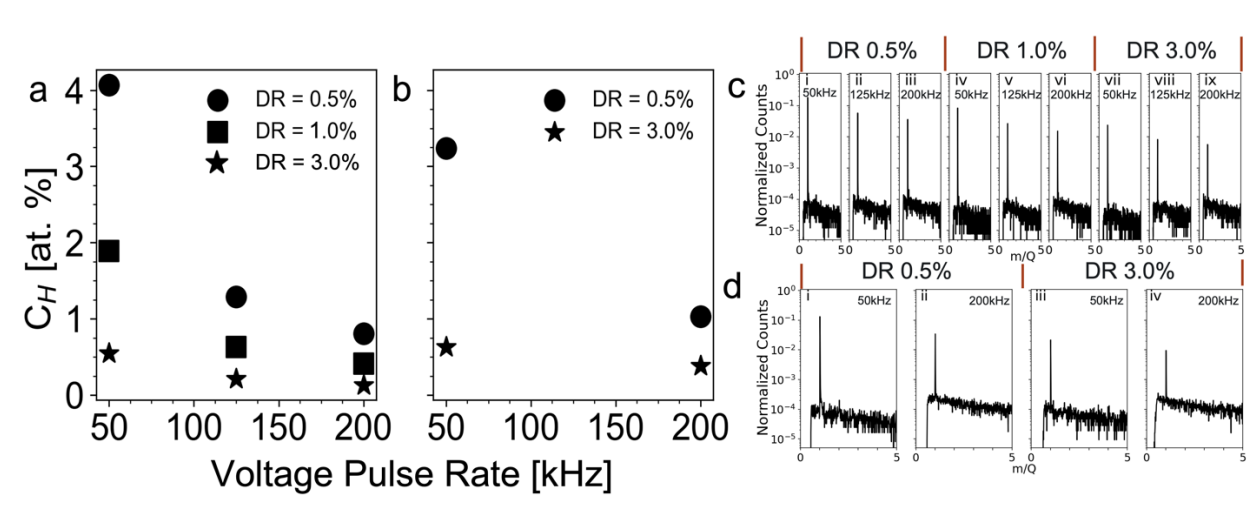 a
DR = 0.5%
DR = 1.0%
DR = 3.0%
4
3
2
1
0
C_H [at. %]
50
100
150
200
b
DR = 0.5%
DR = 3.0%
50
100
150
200
Voltage Pulse Rate [kHz]
c
DR 0.5%
DR 1.0%
DR 3.0%
Normalized Counts
10⁰
10⁻¹
10⁻²
10⁻³
10⁻⁴
10⁻⁵
i
50kHz
ii
125kHz
iii
200kHz
iv
50kHz
v
125kHz
vi
200kHz
vii
50kHz
viii
125kHz
ix
200kHz
0 50 50 50 50 50 50 50 50 5
m/Q
d
DR 0.5%
DR 3.0%
Normalized Counts
10⁰
10⁻¹
10⁻²
10⁻³
10⁻⁴
10⁻⁵
i
50kHz
ii
200kHz
iii
50kHz
iv
200kHz
0 5 0 5 0 5 0 5
m/Q